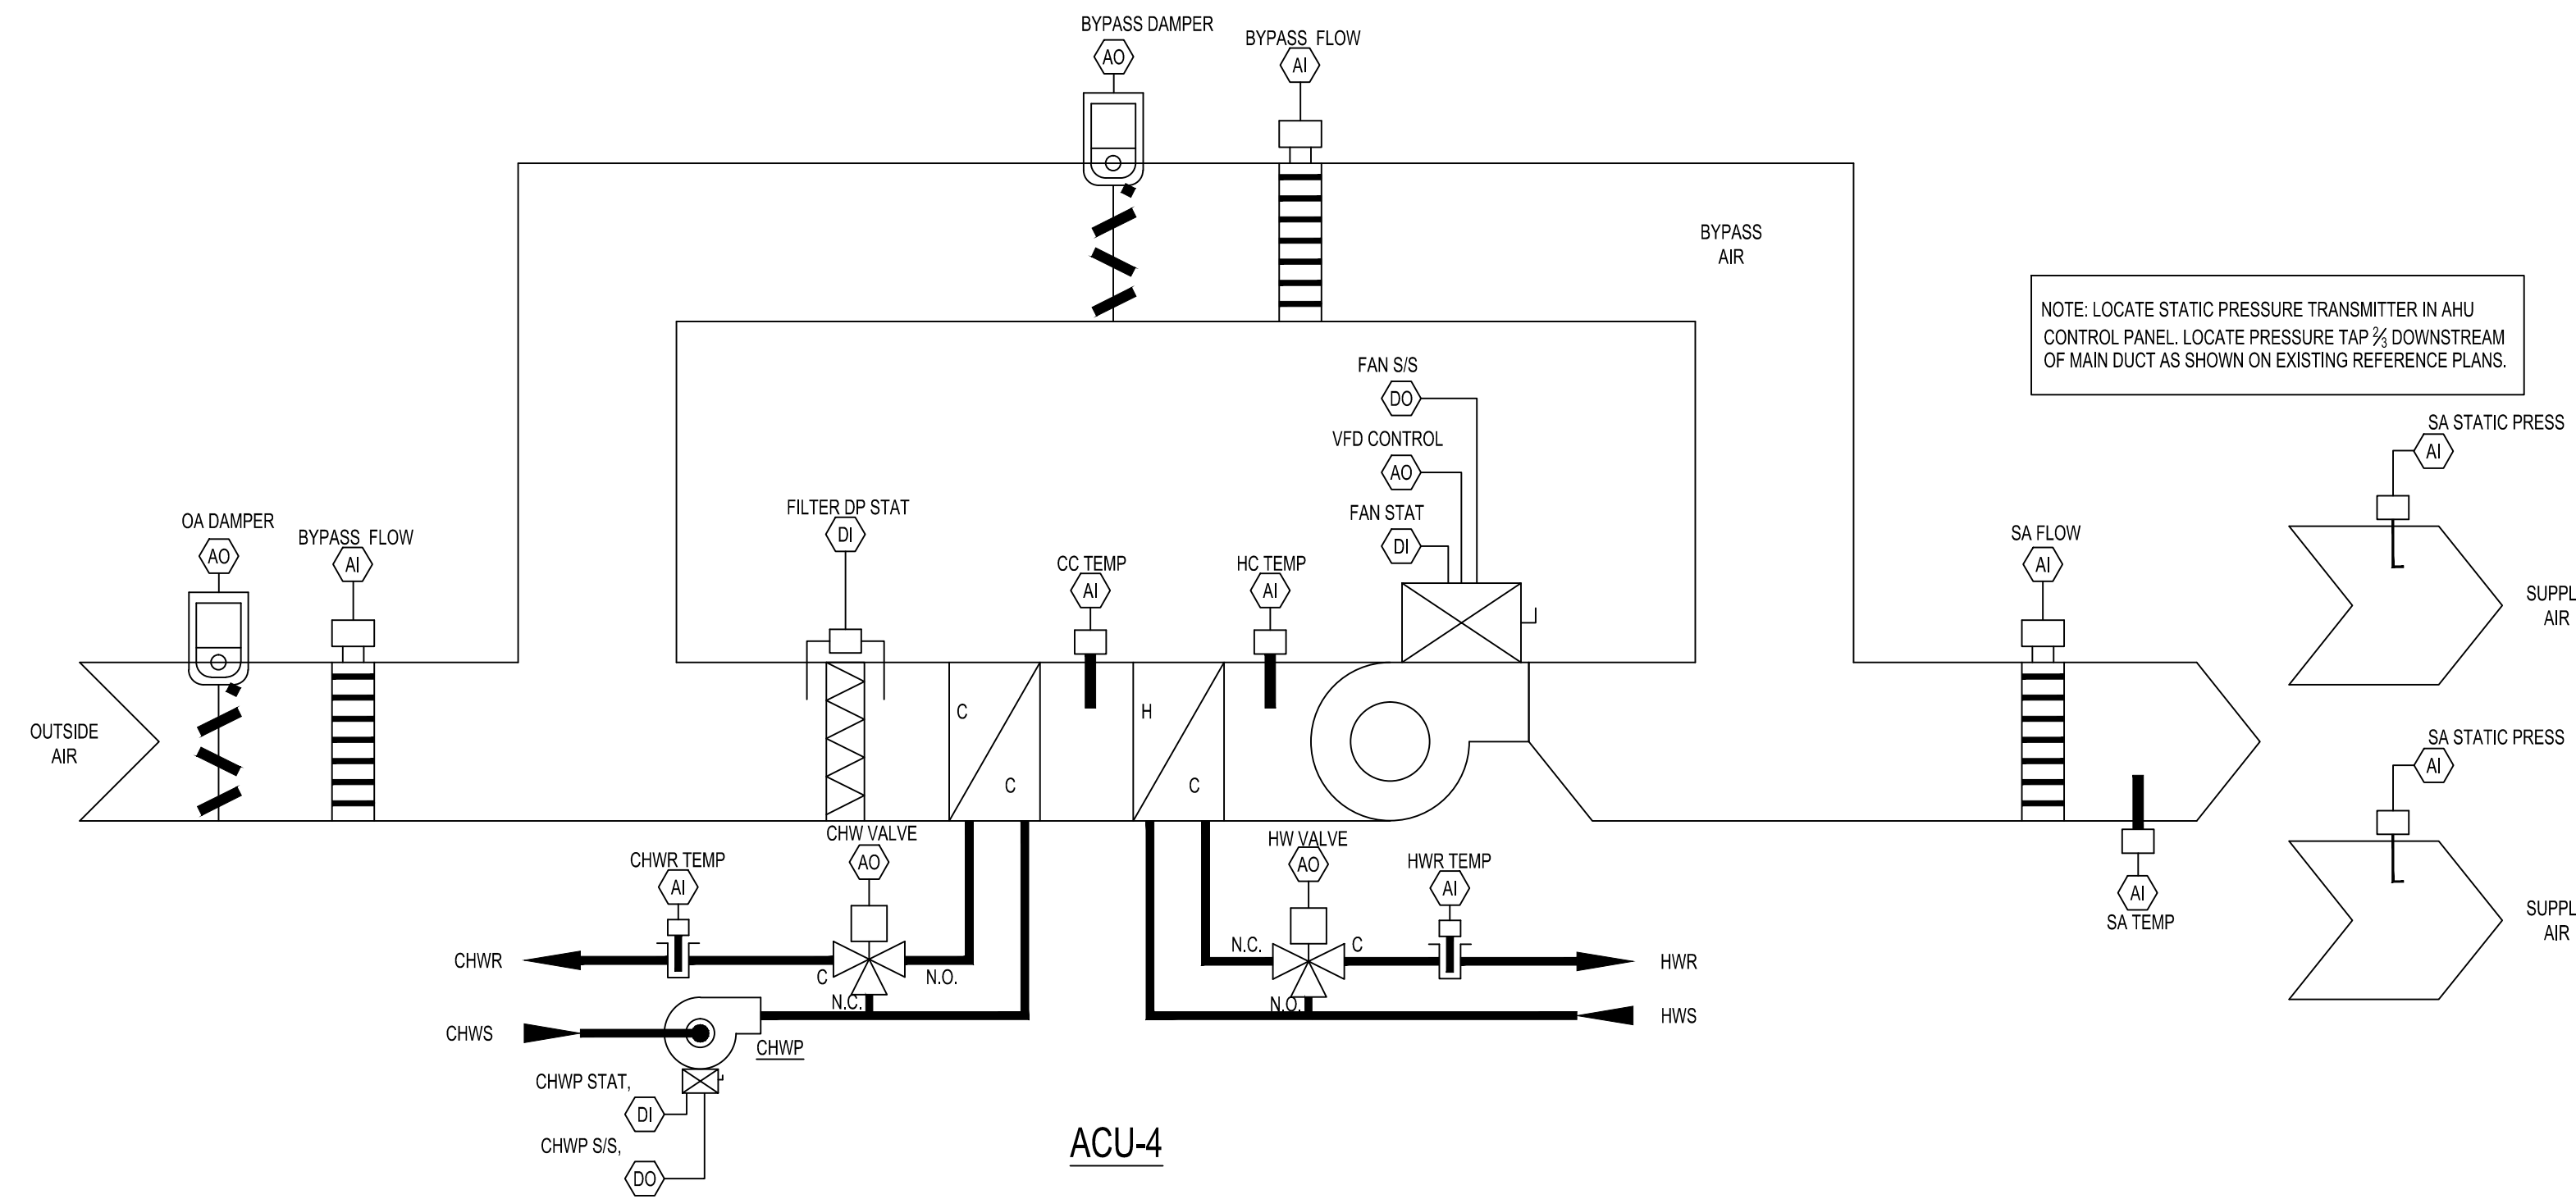 BYPASS DAMPER
AO
BYPASS  FLOW
AI
BYPASS
AIR
NOTE: LOCATE STATIC PRESSURE TRANSMITTER IN AHU
CONTROL PANEL. LOCATE PRESSURE TAP 2/3 DOWNSTREAM
OF MAIN DUCT AS SHOWN ON EXISTING REFERENCE PLANS.
FAN S/S
DO
VFD CONTROL
AO
FAN STAT
DI
SA STATIC PRESS
AI
FILTER DP STAT
DI
OA DAMPER
AO
BYPASS  FLOW
AI
CC TEMP
AI
HC TEMP
AI
SA FLOW
AI
SUPPL
AIR
OUTSIDE
AIR
C
C
H
C
SA STATIC PRESS
AI
CHW VALVE
AO
HW VALVE
AO
CHWR TEMP
AI
HWR TEMP
AI
AI
SA TEMP
SUPPL
AIR
CHWR
C
N.O.
N.C.
N.C.
C
N.O.
HWR
CHWS
HWS
CHWP
CHWP STAT,
DI
CHWP S/S,
DO
ACU-4